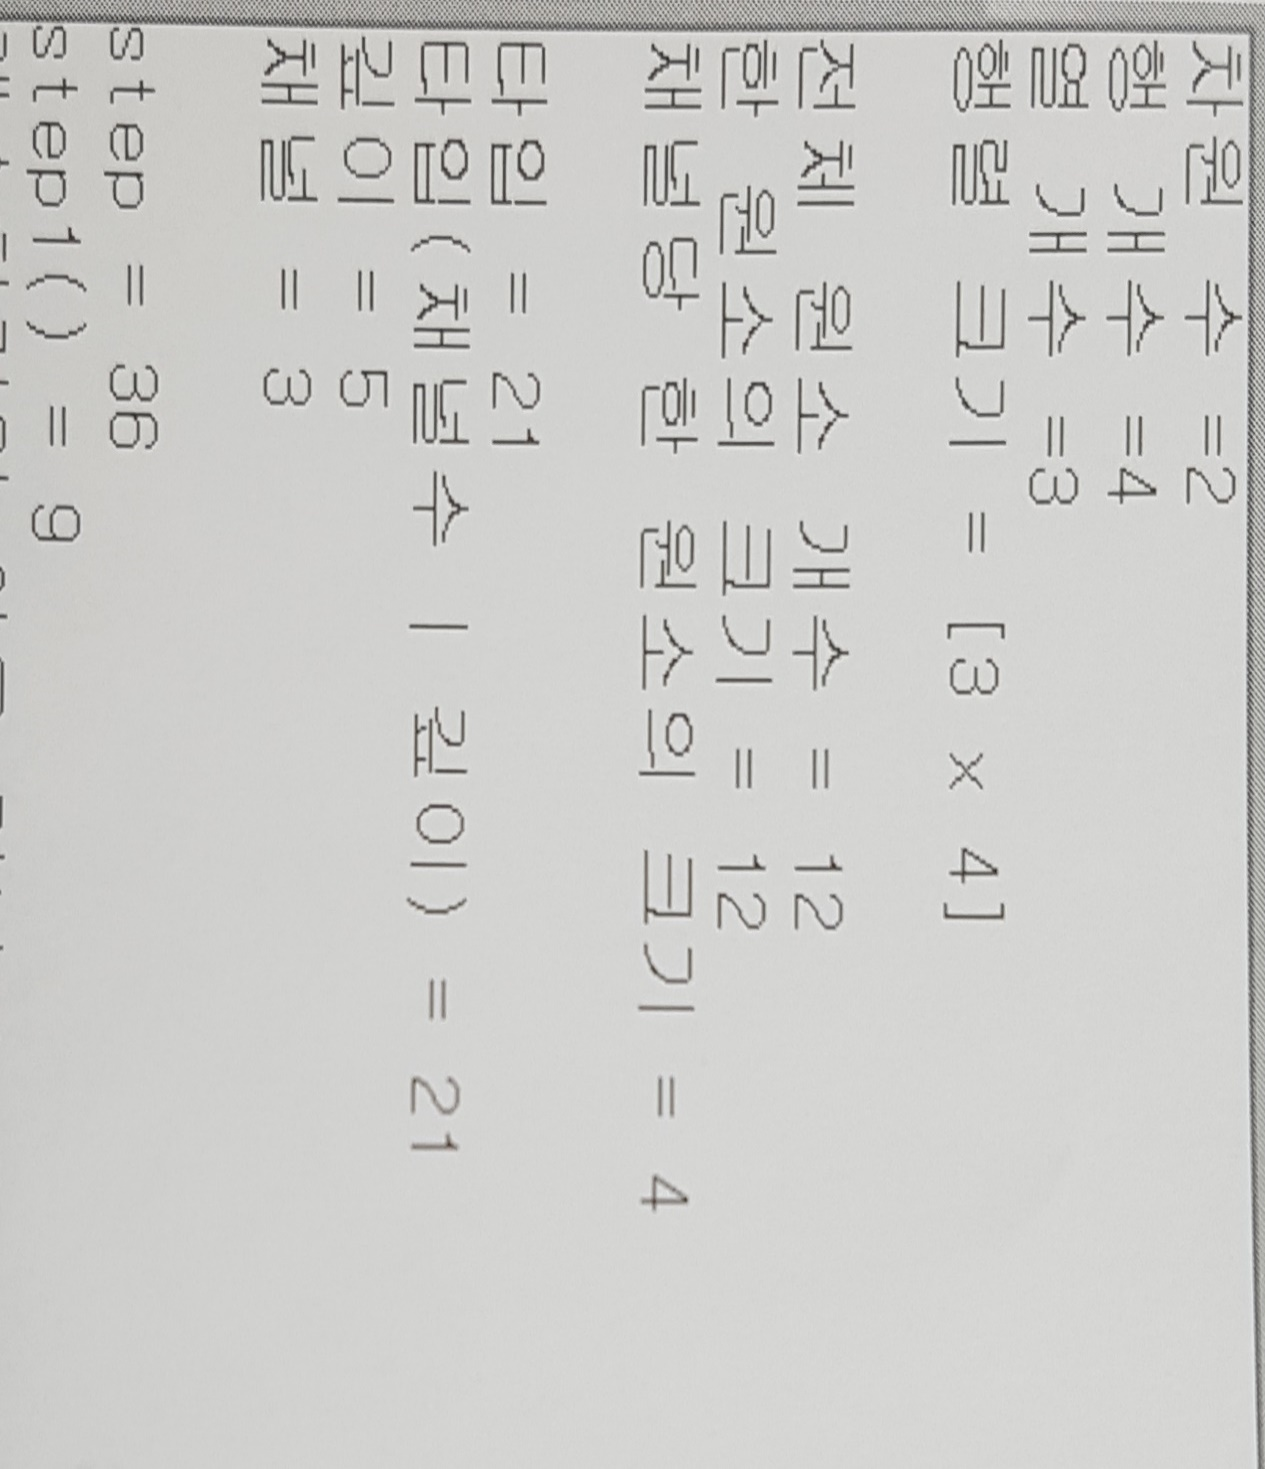 차원 수 =2
행 개수 =4
열 개수 =3
행렬 크기 = [3 x 4]
전체 원소 개수 = 12
한 원소의 크기 = 12
채널당 한 원소의 크기 = 4
타입 = 21
타입(채널수 | 깊이) = 21
깊이 = 5
채널 = 3
step = 36
step1() = 9